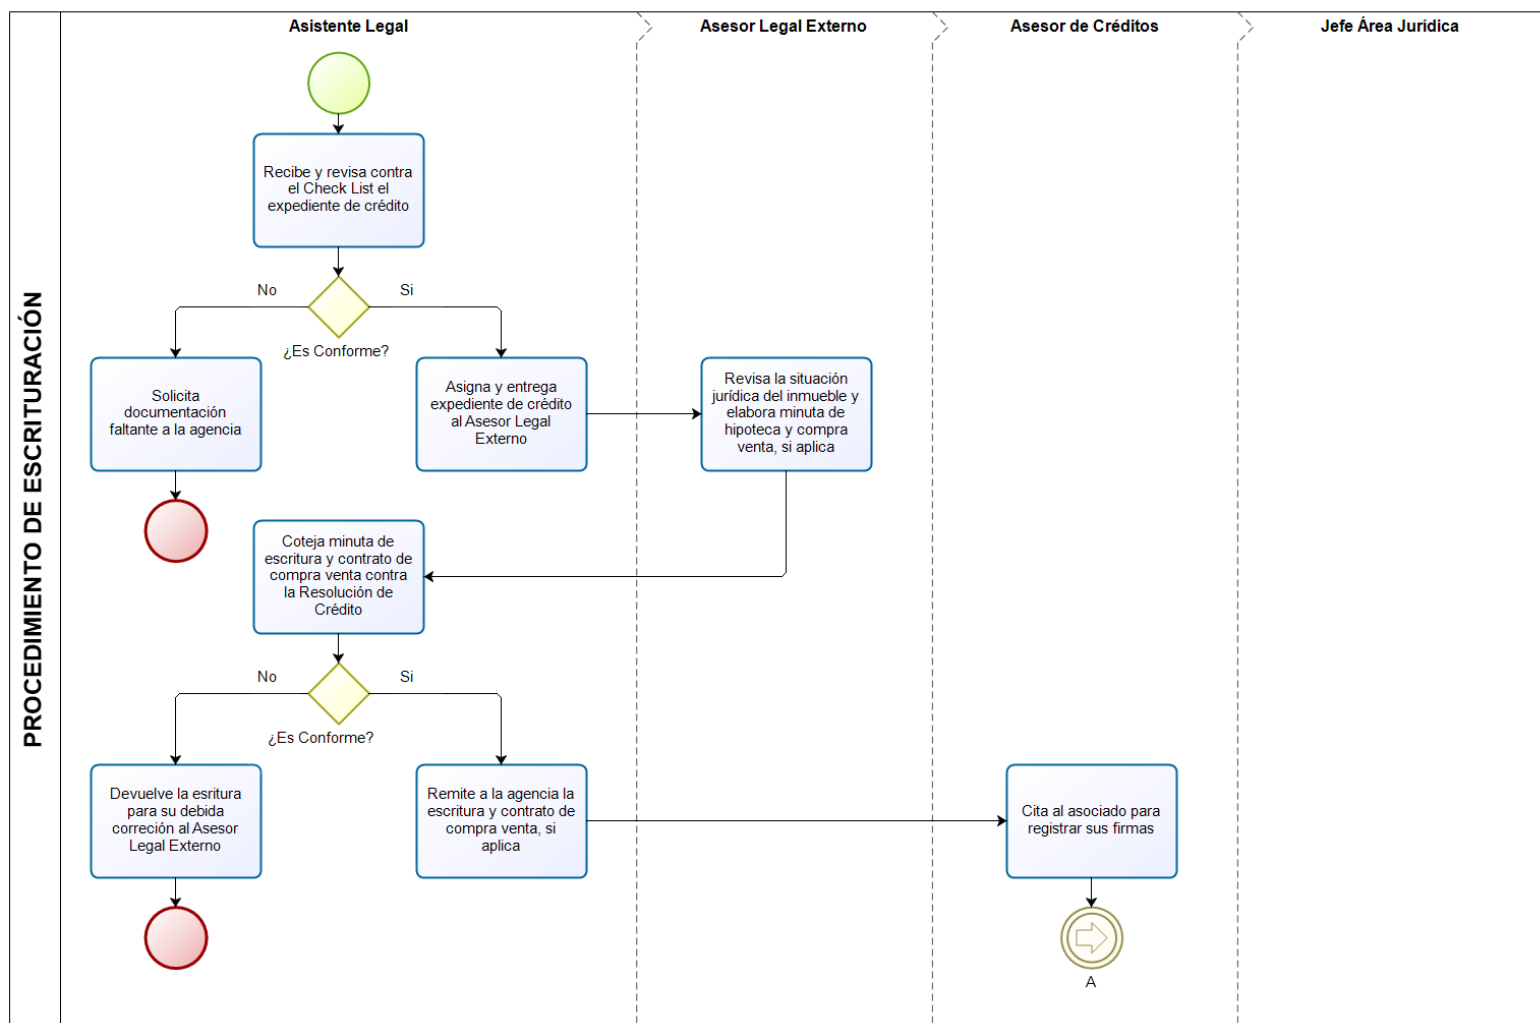 PROCEDIMIENTO DE ESCRITURACIÓN
Asistente Legal
Asesor Legal Externo
Asesor de Créditos
Jefe Área Jurídica
Recibe y revisa contra
el Check List el
expediente de crédito
No
Si
¿Es Conforme?
Solicita
documentación
faltante a la agencia
Asigna y entrega
expediente de crédito
al Asesor Legal
Externo
Revisa la situación
jurídica del inmueble y
elabora minuta de
hipoteca y compra
venta, si aplica
Coteja minuta de
escritura y contrato de
compra venta contra
la Resolución de
Crédito
No
Si
¿Es Conforme?
Devuelve la esritura
para su debida
correción al Asesor
Legal Externo
Remite a la agencia la
escritura y contrato de
compra venta, si
aplica
Cita al asociado para
registrar sus firmas
A